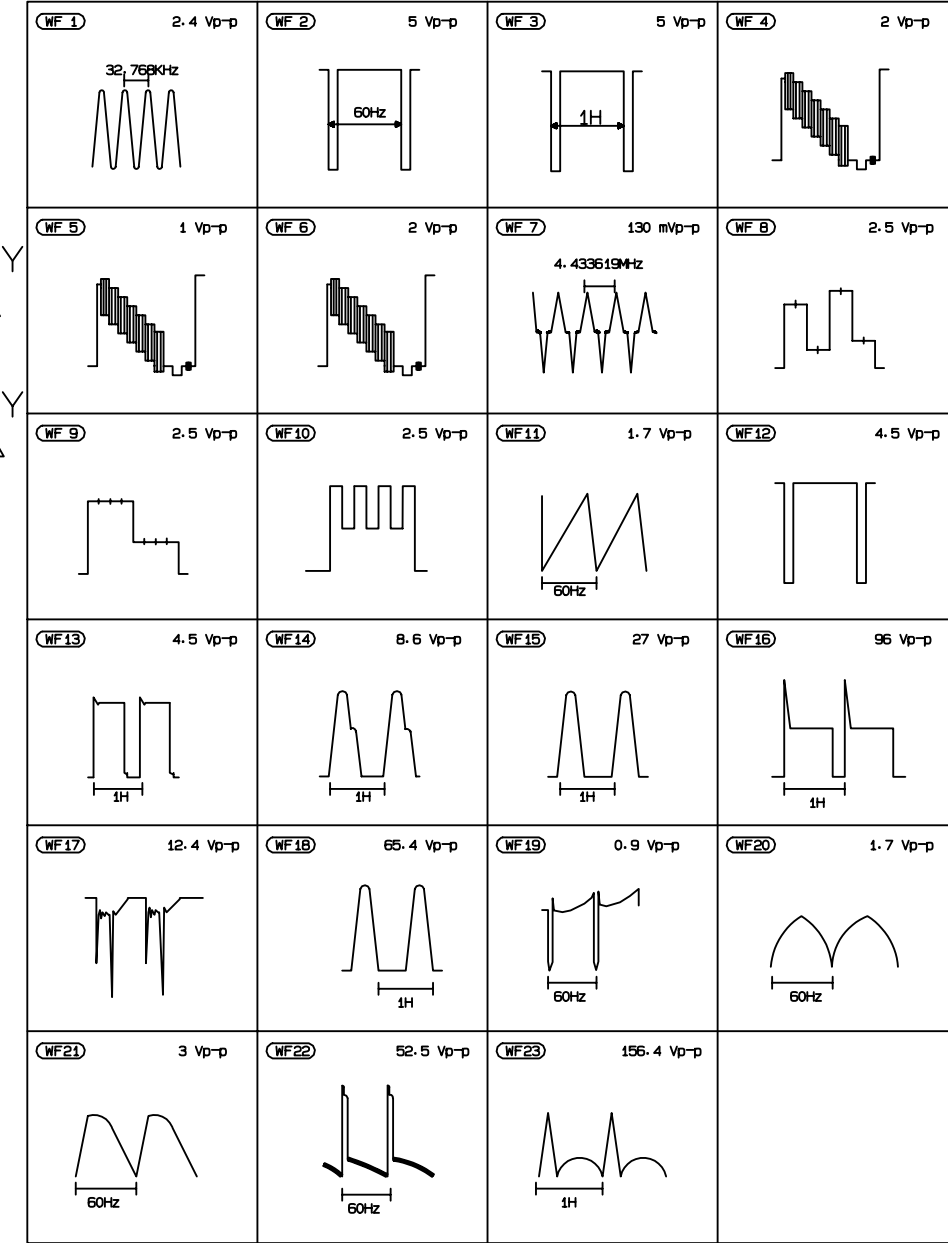 WF 1 2.4 Vp-p
32.768KHz
WF 2 5 Vp-p
60Hz
WF 3 5 Vp-p
1H
WF 4 2 Vp-p
WF 5 1 Vp-p
WF 6 2 Vp-p
WF 7 130 mVp-p
4.433619MHz
WF 8 2.5 Vp-p
Y
Y
WF 9 2.5 Vp-p
WF10 2.5 Vp-p
WF11 1.7 Vp-p
60Hz
WF12 4.5 Vp-p
WF13 4.5 Vp-p
1H
WF14 8.6 Vp-p
1H
WF15 27 Vp-p
1H
WF16 96 Vp-p
1H
WF17 12.4 Vp-p
WF18 65.4 Vp-p
1H
WF19 0.9 Vp-p
60Hz
WF20 1.7 Vp-p
60Hz
WF21 3 Vp-p
60Hz
WF22 52.5 Vp-p
60Hz
WF23 156.4 Vp-p
1H